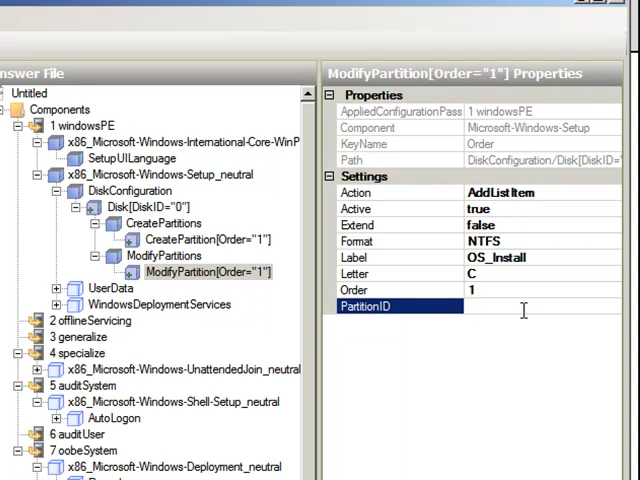 nswer File
Untitled
Components
1 windowsPE
x86_Microsoft-Windows-International-Core-WinP
SetupUILanguage
x86_Microsoft-Windows-Setup_neutral
DiskConfiguration
Disk[DiskID="0"]
CreatePartitions
CreatePartition[Order="1"]
ModifyPartitions
ModifyPartition[Order="1"]
UserData
WindowsDeploymentServices
2 offlineServicing
3 generalize
4 specialize
x86_Microsoft-Windows-UnattendedJoin_neutral
5 auditSystem
x86_Microsoft-Windows-Shell-Setup_neutral
AutoLogon
6 auditUser
7 oobeSystem
x86_Microsoft-Windows-Deployment_neutral
ModifyPartition[Order="1"] Properties
Properties
AppliedConfigurationPass 1 windowsPE
Component Microsoft-Windows-Setup
KeyName Order
Path DiskConfiguration/Disk[DiskID=
Settings
Action AddListItem
Active true
Extend false
Format NTFS
Label OS_Install
Letter C
Order 1
PartitionID